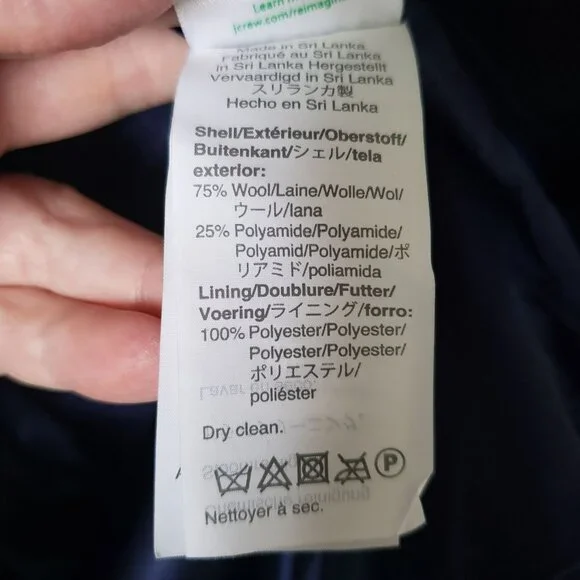 Learn m
jcrew.com/reimagin
Made in Sri Lanka
Fabriqué au Sri Lanka
in Sri Lanka Hergestellt
Vervaardigd in Sri Lanka
スリランカ製
Hecho en Sri Lanka
Shell/Extérieur/Oberstoff/
Buitenkant/シェル/tela
exterior:
75% Wool/Laine/Wolle/Wol/
ウール/lana
25% Polyamide/Polyamide/
Polyamid/Polyamide/ポ
リアミド/poliamida
Lining/Doublure/Futter/
Voering/ライニング/forro:
100% Polyester/Polyester/
Polyester/Polyester/
ポリエステル/
poliéster
Dry clean.
P
Nettoyer à sec.